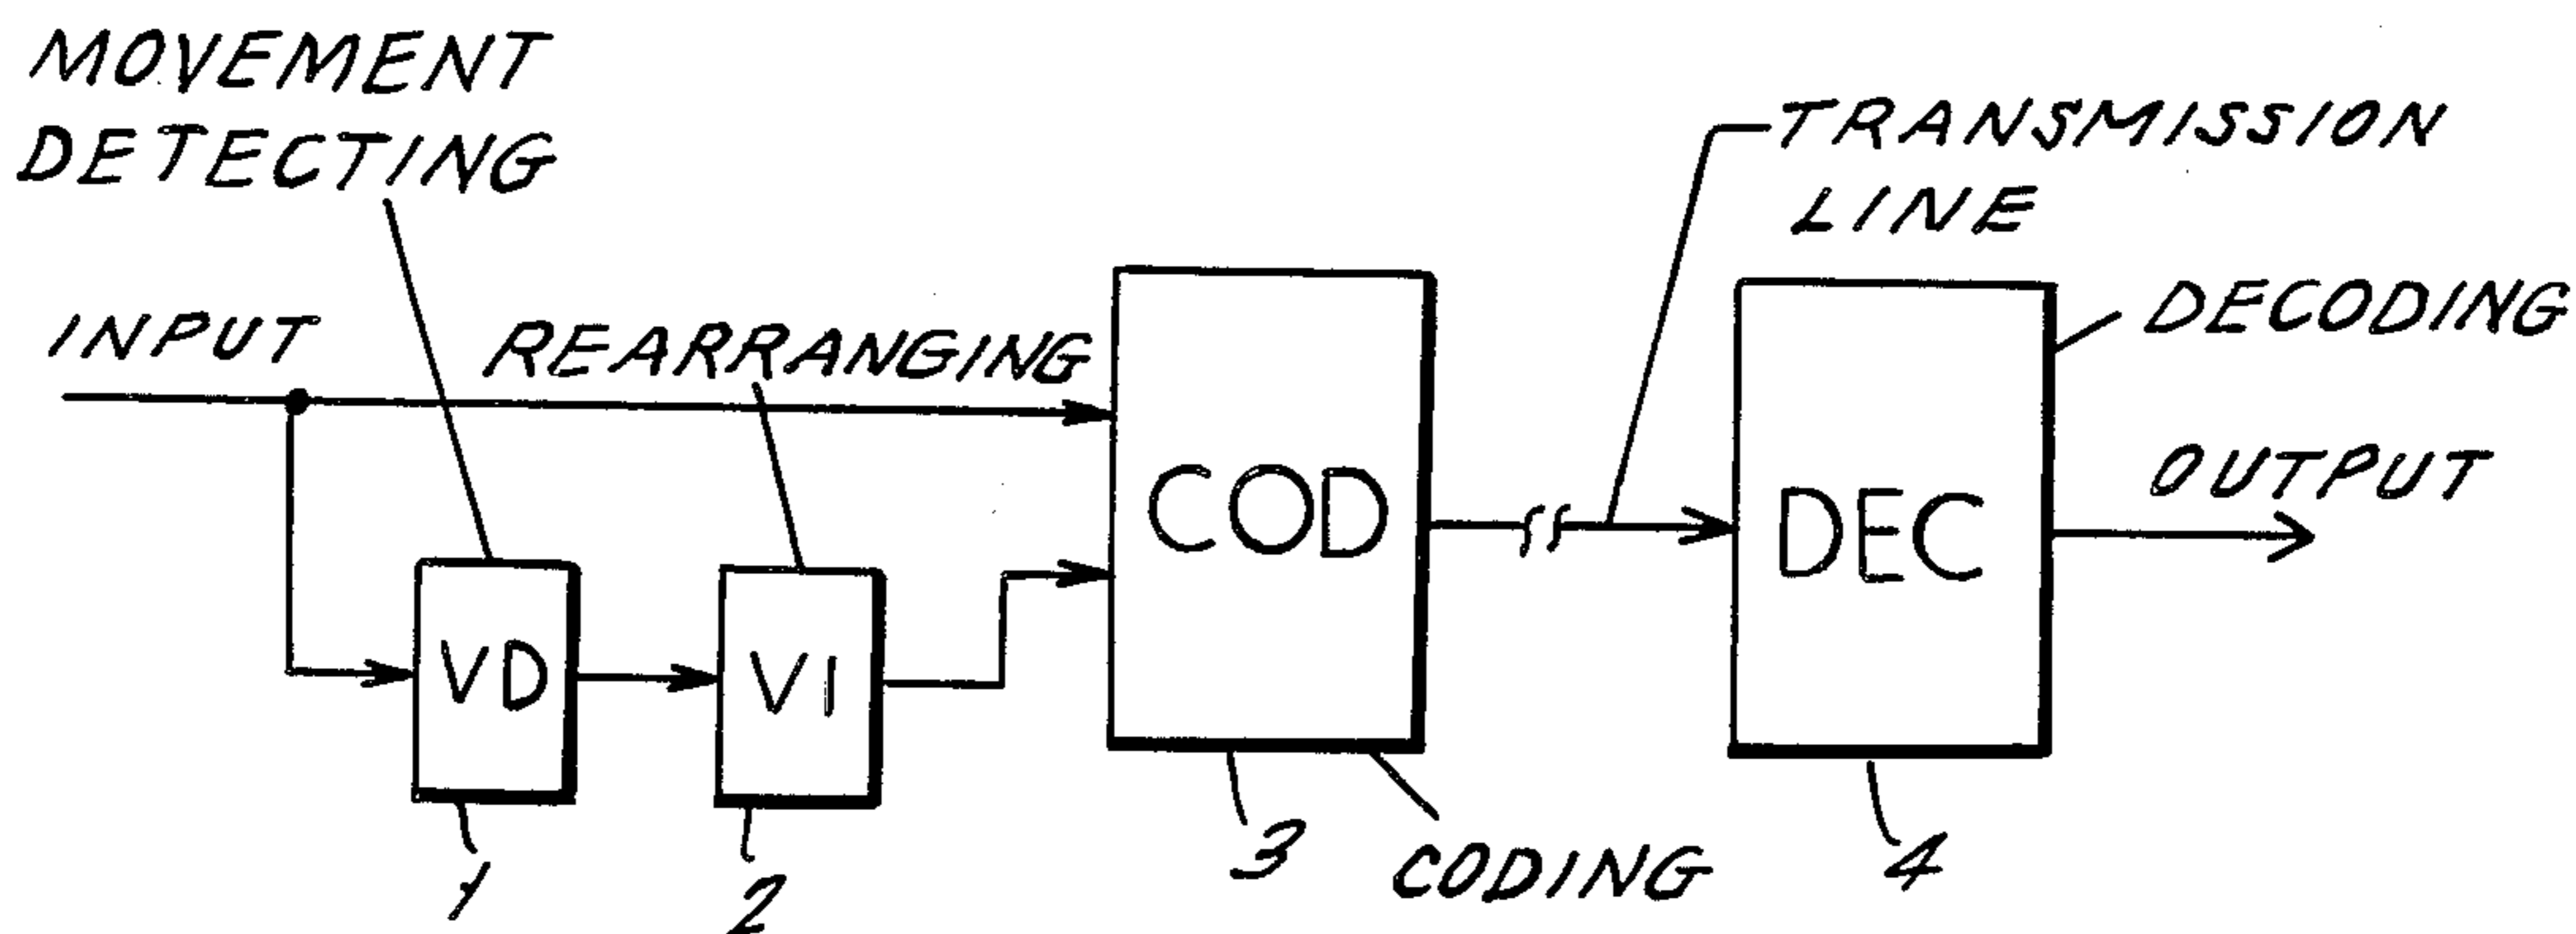 MOVEMENT
DETECTING
TRANSMISSION
LINE
INPUT
REARRANGING
DECODING
COD
DEC
OUTPUT
VD
VI
1
2
3
CODING
4